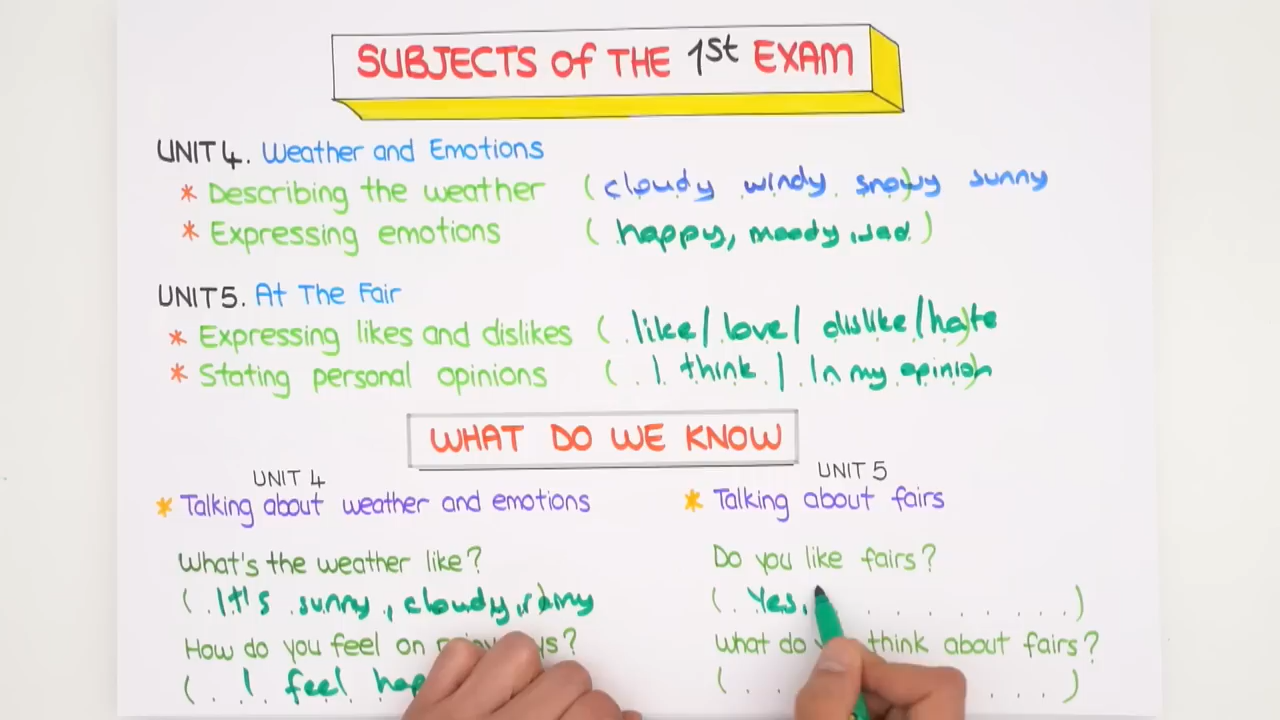 SUBJECTS of THE 1st EXAM
UNIT 4. Weather and Emotions
* Describing the weather (cloudy windy snowy sunny
* Expressing emotions (happy, moody, sad.)
UNIT 5. At The Fair
* Expressing likes and dislikes (like/love/ dislike/hate
* Stating personal opinions (. I think / In my opinion
WHAT DO WE KNOW
UNIT 4
* Talking about weather and emotions
What's the weather like?
(. It's sunny, cloudy, rainy
How do you feel on
(. I feel
UNIT 5
* Talking about fairs
Do you like fairs?
(. Yes, . . . . . . . .)
What do think about fairs?
(. . . . .)